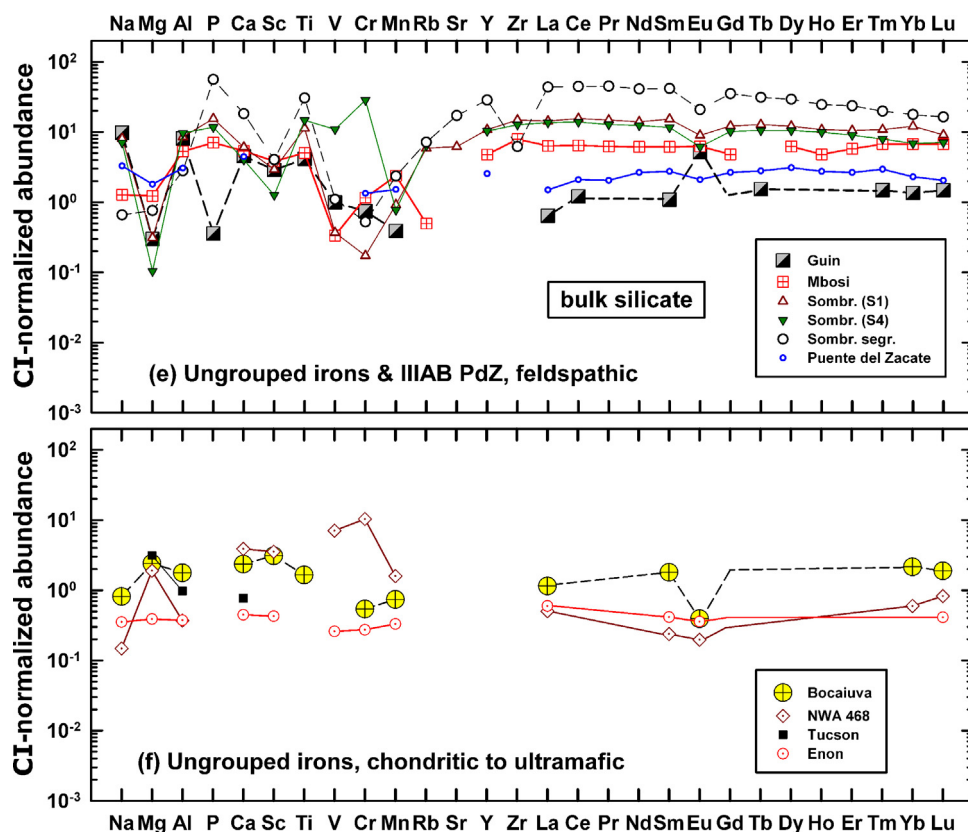 Na Mg Al P Ca Sc Ti V Cr Mn Rb Sr Y Zr La Ce Pr Nd Sm Eu Gd Tb Dy Ho Er Tm Yb Lu
CI-normalized abundance
10²
10¹
10⁰
10⁻¹
10⁻²
10⁻³
bulk silicate
Guin
Mbosi
Sombr. (S1)
Sombr. (S4)
Sombr. segr.
Puente del Zacate
(e) Ungrouped irons & IIIAB PdZ, feldspathic
CI-normalized abundance
10²
10¹
10⁰
10⁻¹
10⁻²
10⁻³
Bocaiuva
NWA 468
Tucson
Enon
(f) Ungrouped irons, chondritic to ultramafic
Na Mg Al P Ca Sc Ti V Cr Mn Rb Sr Y Zr La Ce Pr Nd Sm Eu Gd Tb Dy Ho Er Tm Yb Lu